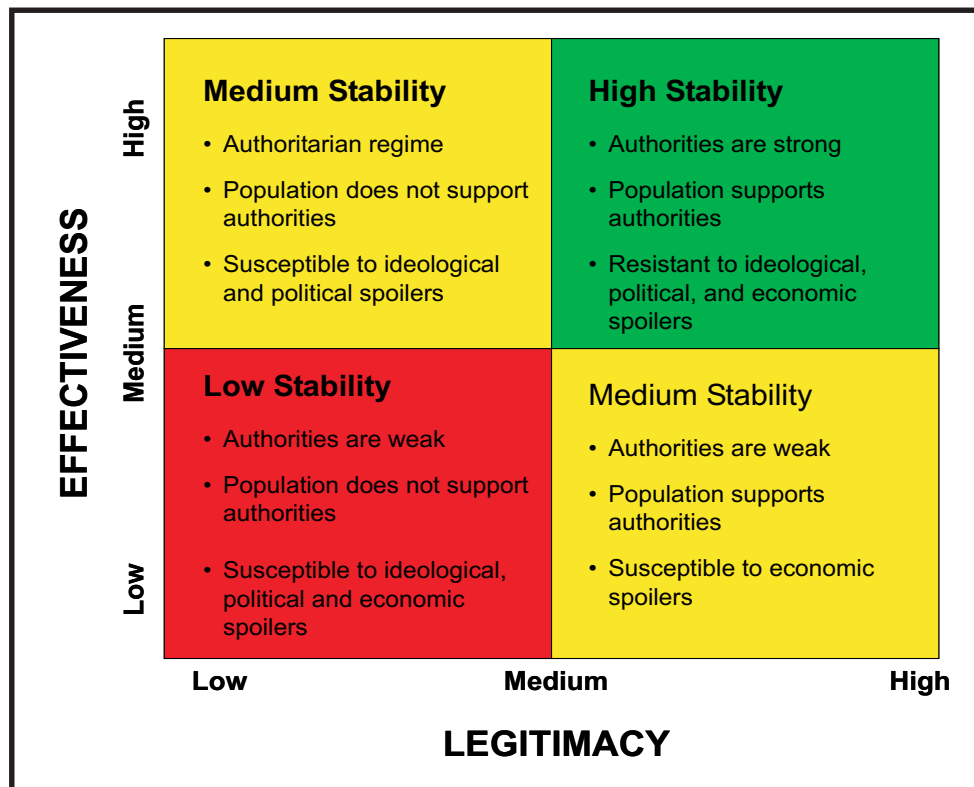 EFFECTIVENESS
High
Medium
Low
Medium Stability
• Authoritarian regime
• Population does not support
authorities
• Susceptible to ideological
and political spoilers
High Stability
• Authorities are strong
• Population supports
authorities
• Resistant to ideological,
political, and economic
spoilers
Low Stability
• Authorities are weak
• Population does not support
authorities
• Susceptible to ideological,
political and economic
spoilers
Medium Stability
• Authorities are weak
• Population supports
authorities
• Susceptible to economic
spoilers
Low
Medium
High
LEGITIMACY